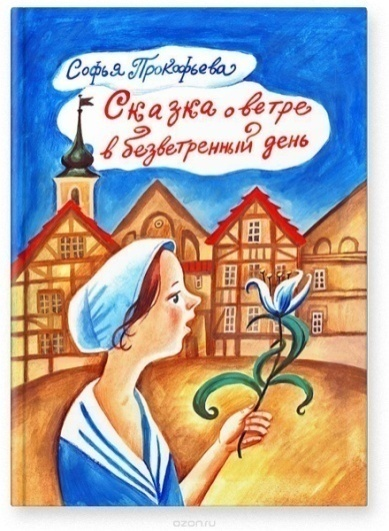 Софья Прокофьева
Сказка о ветре
в безветренный день
ozon.ru